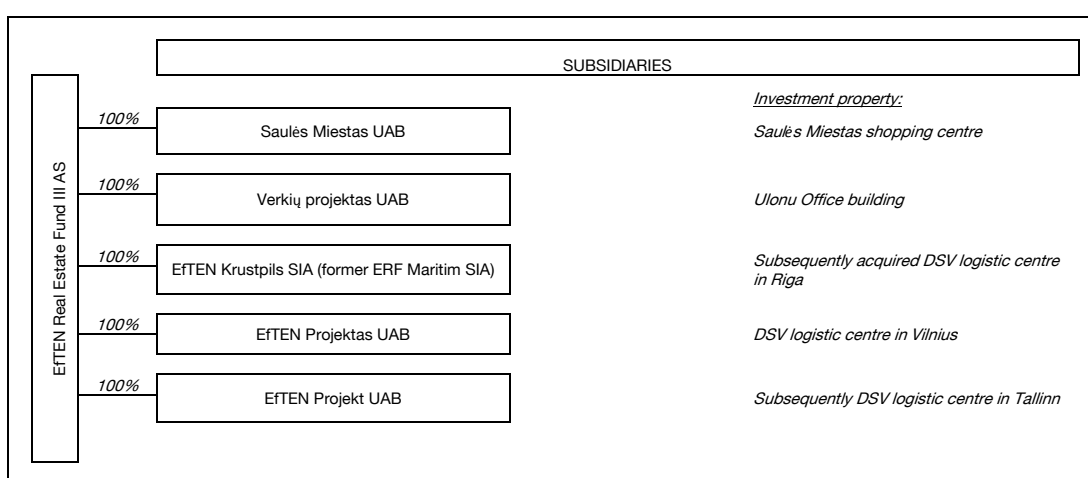 SUBSIDIARIES
EfTEN Real Estate Fund III AS
Investment property:
100%
Saulės Miestas UAB
Saulės Miestas shopping centre
100%
Verkių projektas UAB
Ulonu Office building
100%
EfTEN Krustpils SIA (former ERF Maritim SIA)
Subsequently acquired DSV logistic centre
in Riga
100%
EfTEN Projektas UAB
DSV logistic centre in Vilnius
100%
EfTEN Projekt UAB
Subsequently DSV logistic centre in Tallinn